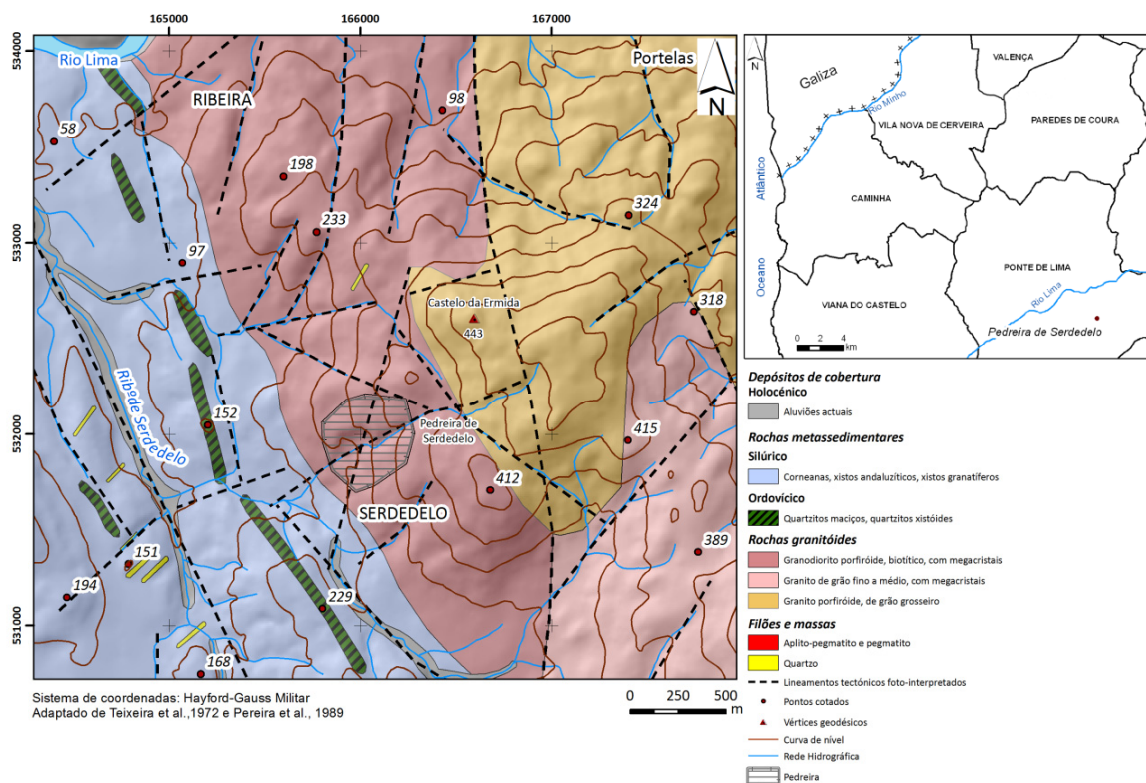 165000
166000
167000
534000
533000
532000
531000
Rio Lima
RIBEIRA
Portelas
N
58
98
198
233
324
97
318
Castelo da Ermida
443
152
Ribº de Serdedelo
Pedreira de
Serdedelo
415
412
SERDEDELO
389
151
194
229
168
Sistema de coordenadas: Hayford-Gauss Militar
Adaptado de Teixeira et al.,1972 e Pereira et al., 1989
0 250 500
m
N
Galiza
VALENÇA
Rio Minho
VILA NOVA DE CERVEIRA
PAREDES DE COURA
Atlântico
CAMINHA
Oceano
PONTE DE LIMA
VIANA DO CASTELO
Rio Lima
Pedreira de Serdedelo
0 2 4
km
Depósitos de cobertura
Holocénico
Aluviões actuais
Rochas metassedimentares
Silúrico
Corneanas, xistos andaluzíticos, xistos granatíferos
Ordovícico
Quartzitos maciços, quartzitos xistóides
Rochas granitóides
Granodiorito porfiróide, biotítico, com megacristais
Granito de grão fino a médio, com megacristais
Granito porfiróide, de grão grosseiro
Filões e massas
Aplito-pegmatito e pegmatito
Quartzo
Lineamentos tectónicos foto-interpretados
Pontos cotados
Vértices geodésicos
Curva de nível
Rede Hidrográfica
Pedreira